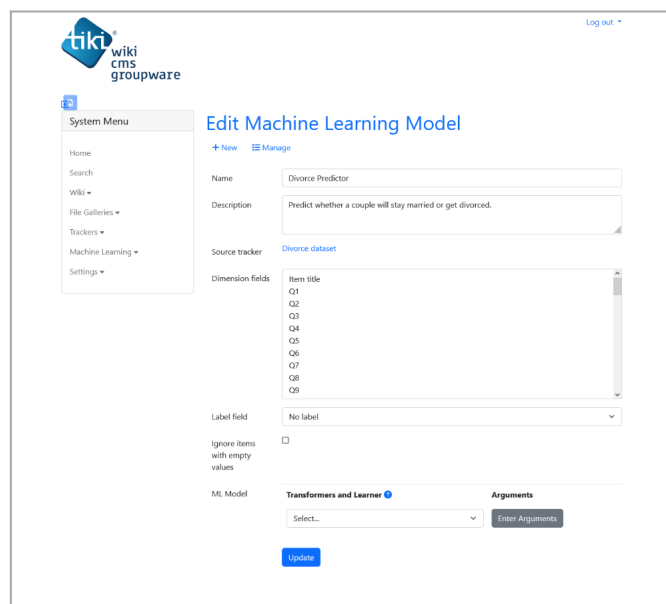 Log out
tiki
wiki
cms
groupware
System Menu
Home
Search
Wiki
File Galleries
Trackers
Machine Learning
Settings
Edit Machine Learning Model
+ New Manage
Name Divorce Predictor
Description Predict whether a couple will stay married or get divorced.
Source tracker Divorce dataset
Dimension fields Item title
Q1
Q2
Q3
Q4
Q5
Q6
Q7
Q8
Q9
Label field No label
Ignore items
with empty
values
ML Model Transformers and Learner ? Arguments
Select... Enter Arguments
Update